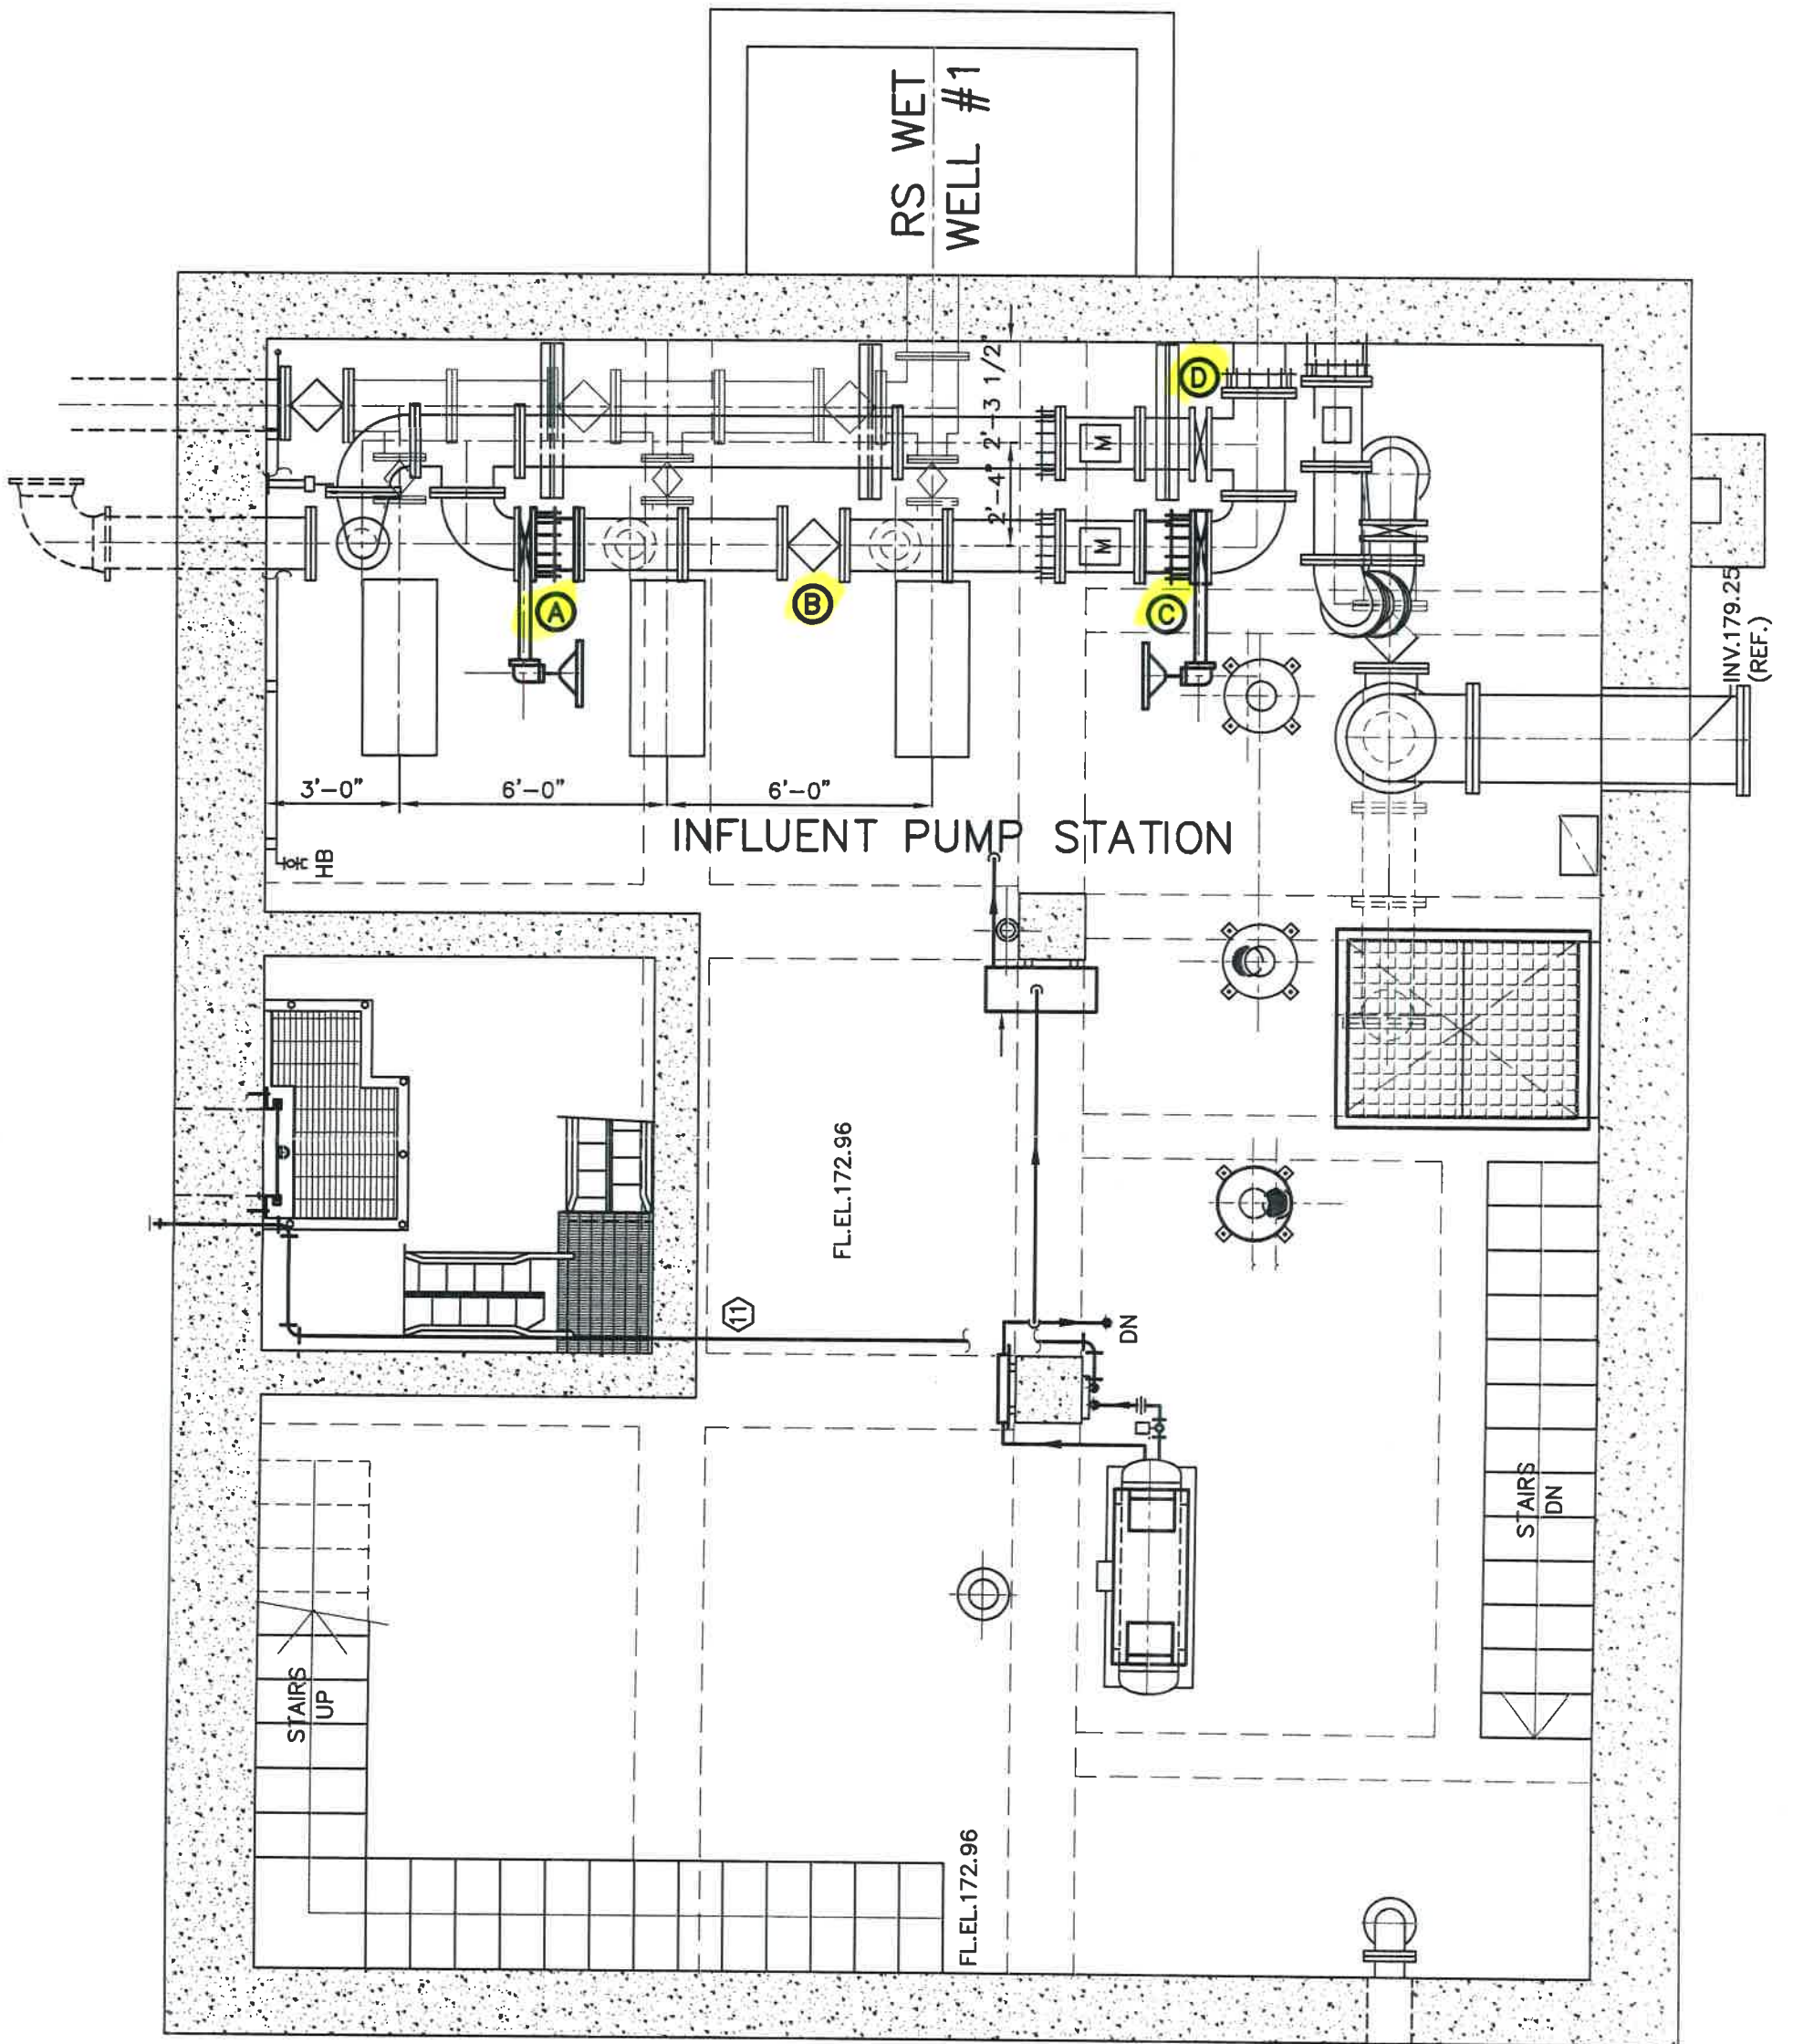 RS WET
WELL #1
D
2'-3 1/2"
M
2'-4"
M
A
B
C
INV.179.25
(REF.)
3'-0"
6'-0"
6'-0"
INFLUENT PUMP STATION
HB
FL.EL.172.96
11
DN
STAIRS
DN
STAIRS
UP
FL.EL.172.96